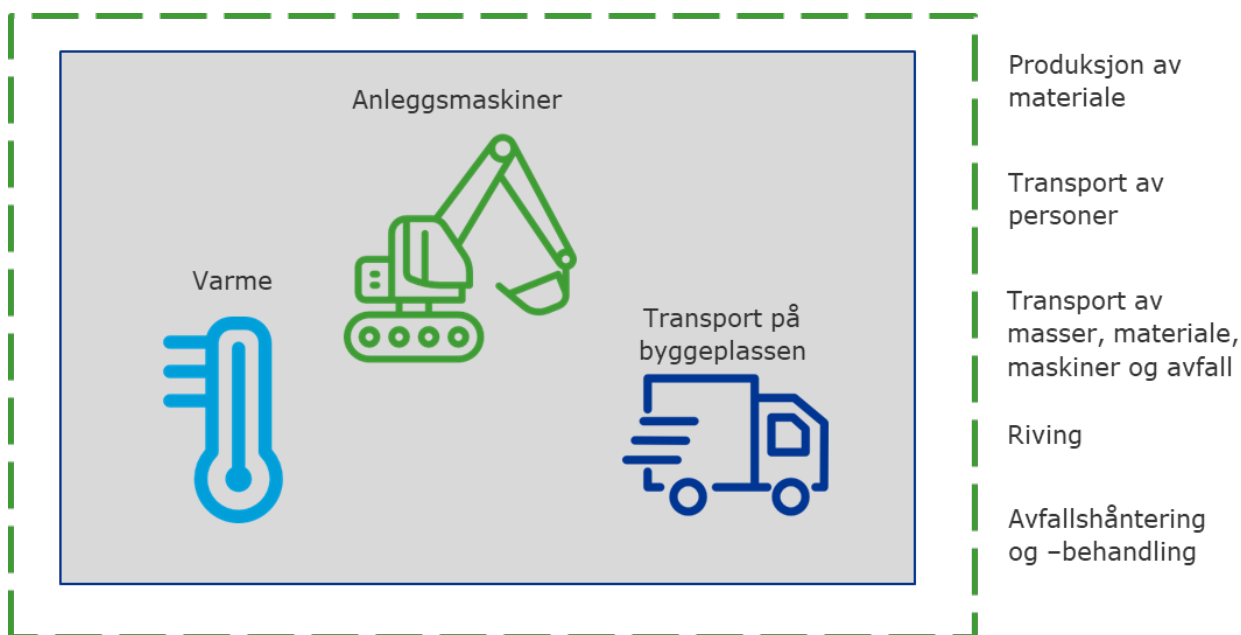 Anleggsmaskiner
Varme
Transport på
byggeplassen
Produksjon av
materiale
Transport av
personer
Transport av
masser, materiale,
maskiner og avfall
Riving
Avfallshåntering
og –behandling